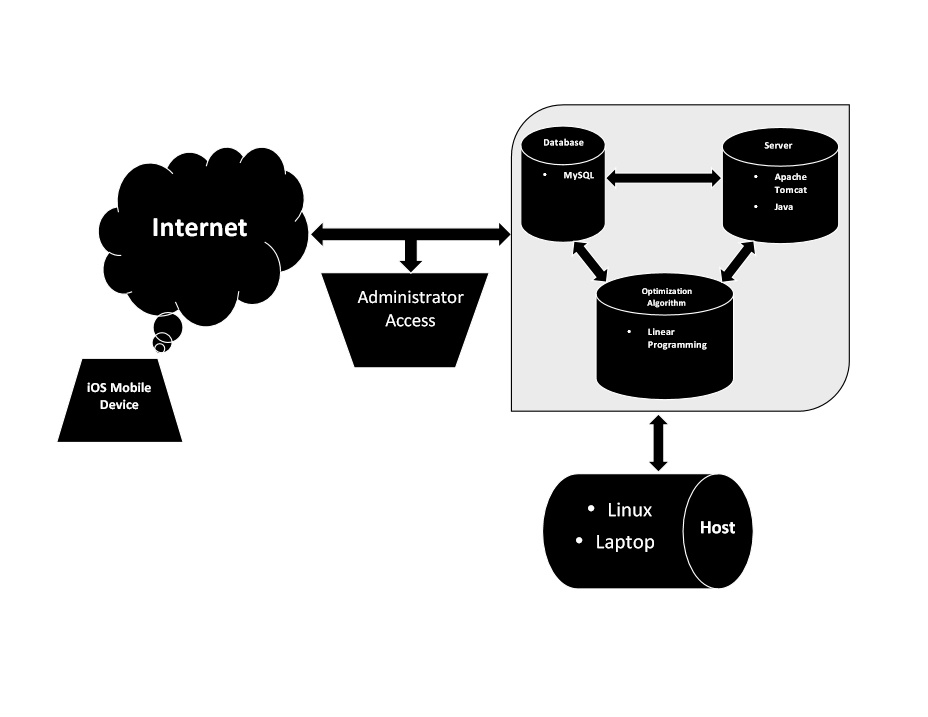 Database
• MySQL
Server
• Apache
Tomcat
• Java
Internet
Administrator
Access
Optimization
Algorithm
• Linear
Programming
iOS Mobile
Device
• Linux
• Laptop
Host